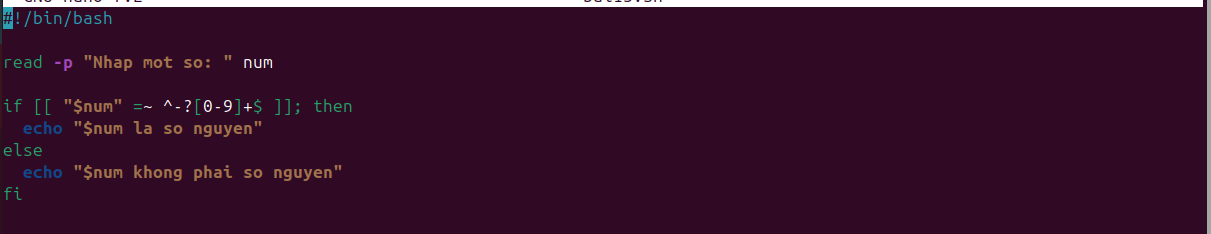 #!/bin/bash
read -p "Nhap mot so: " num
if [[ "$num" =~ ^-?[0-9]+$ ]]; then
echo "$num la so nguyen"
else
echo "$num khong phai so nguyen"
fi